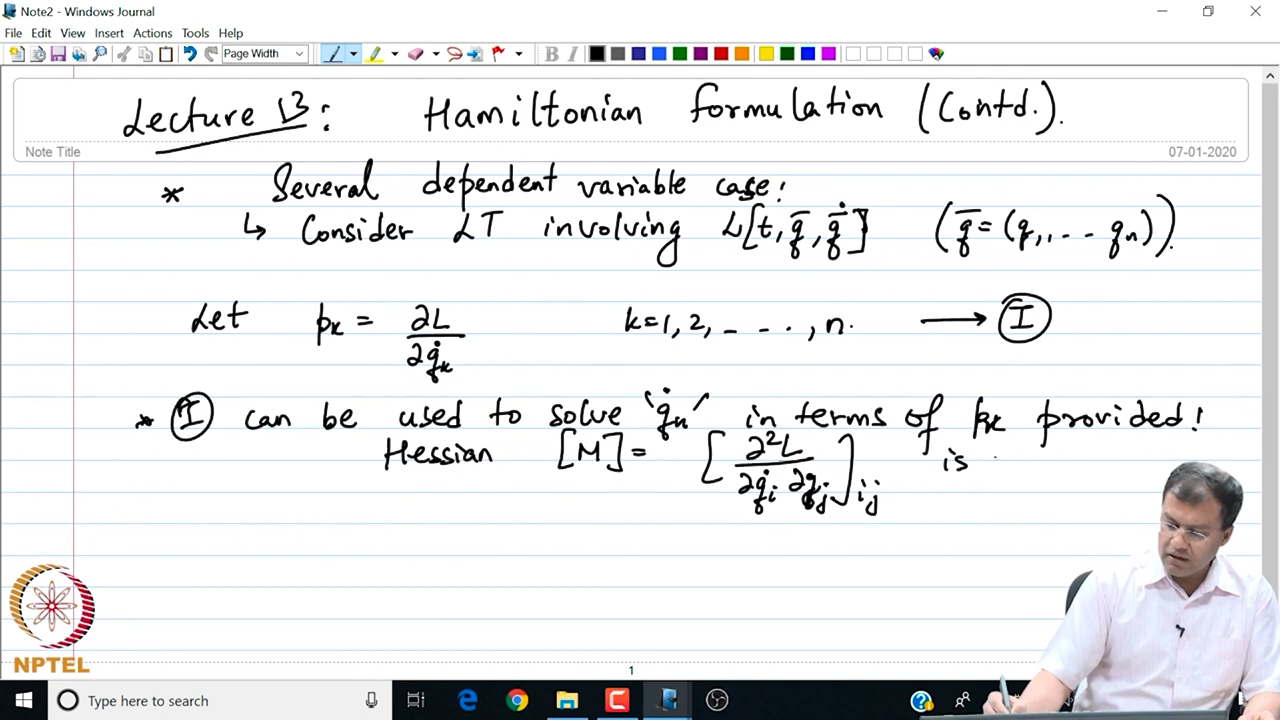 Note2 - Windows Journal
File Edit View Insert Actions Tools Help
Page Width B I
Lecture 13: Hamiltonian formulation (Contd.).
Note Title 07-01-2020
* Several dependent variable case:
↳ Consider LT involving L[t, q̄, q̄̇] (q̄ = (q₁, ... qₙ)).
Let pₖ = ∂L/∂q̇ₖ k=1, 2, - - . . , n. → Ⓘ
* Ⓘ can be used to solve 'q̇ₖ' in terms of pₖ provided:
Hessian [M] = [∂²L/∂q̇ᵢ ∂q̇ⱼ]ᵢⱼ is
NPTEL
1
Type here to search